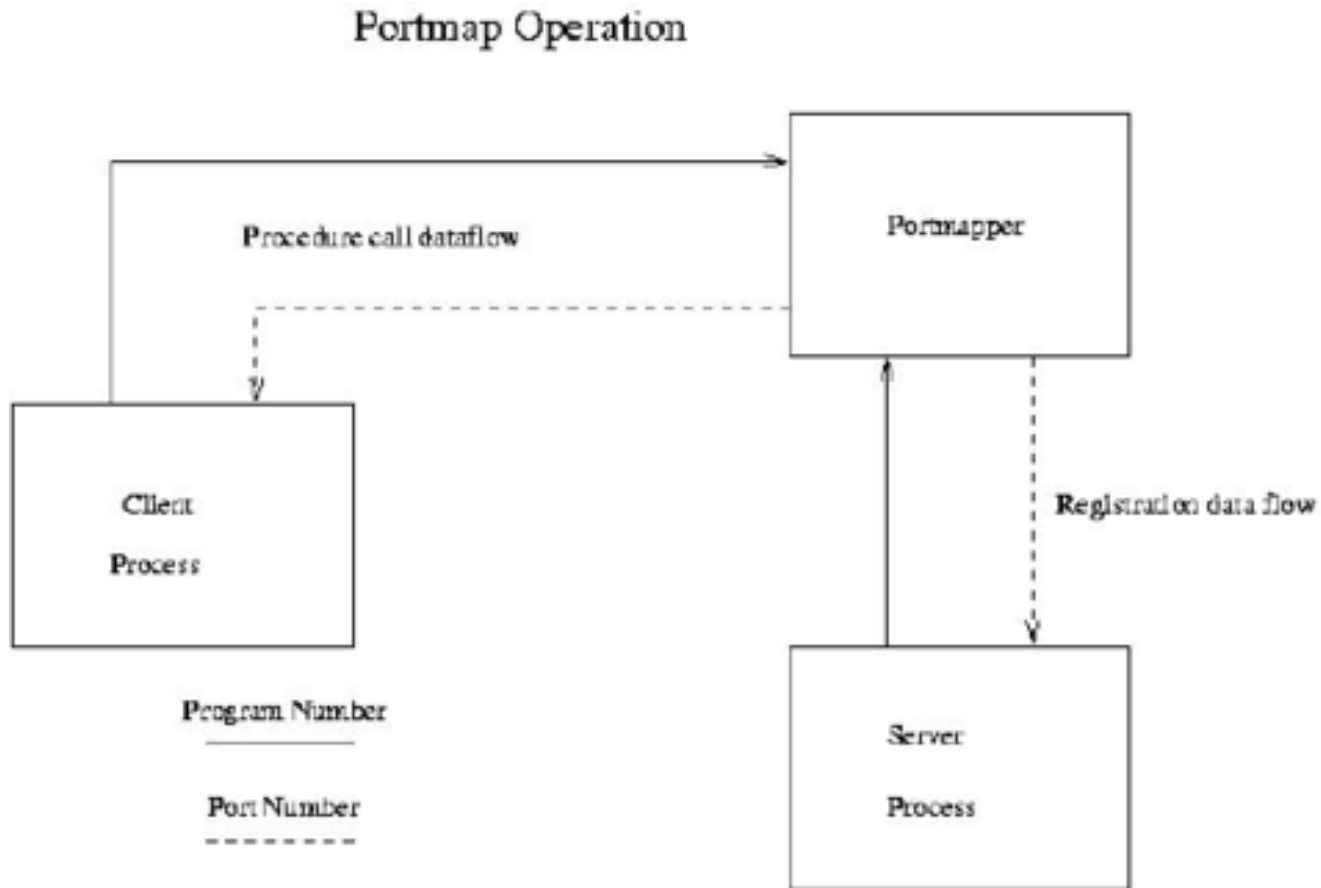 Portmap Operation
Portmapper
Procedure call dataflow
Client
Process
Registration data flow
Program Number
Port Number
Server
Process